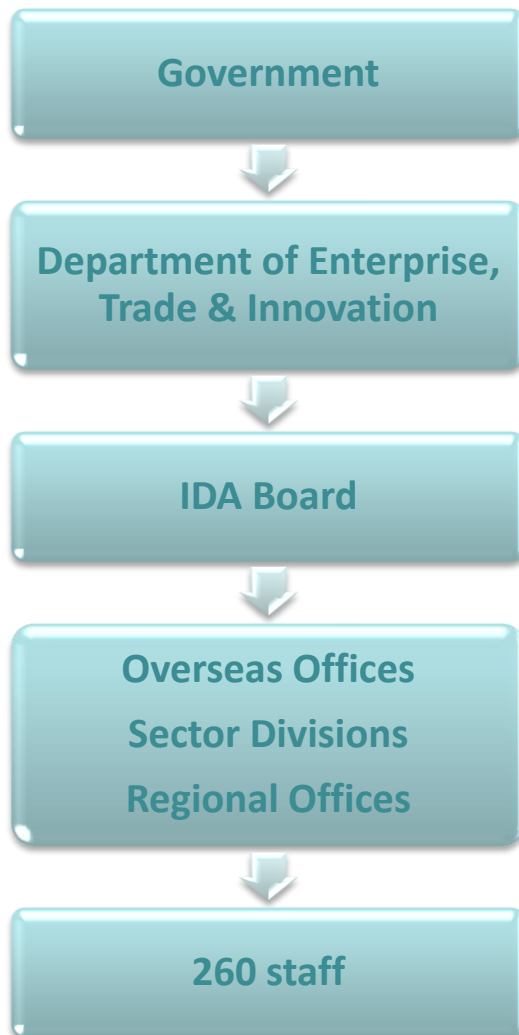 Government
Department of Enterprise,
Trade & Innovation
IDA Board
Overseas Offices
Sector Divisions
Regional Offices
260 staff